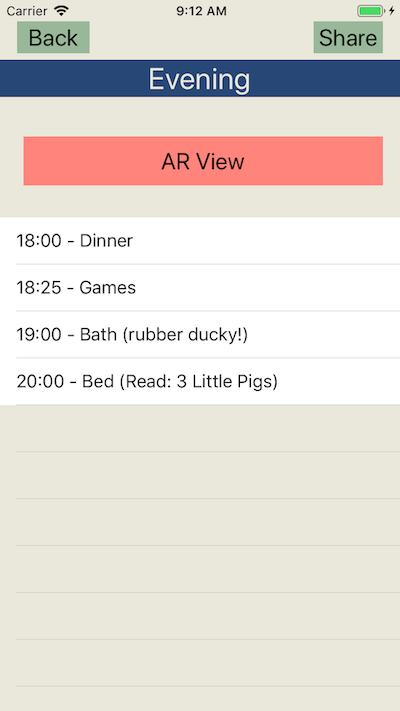 Carrier 9:12 AM
Back Share
Evening
AR View
18:00 - Dinner
18:25 - Games
19:00 - Bath (rubber ducky!)
20:00 - Bed (Read: 3 Little Pigs)